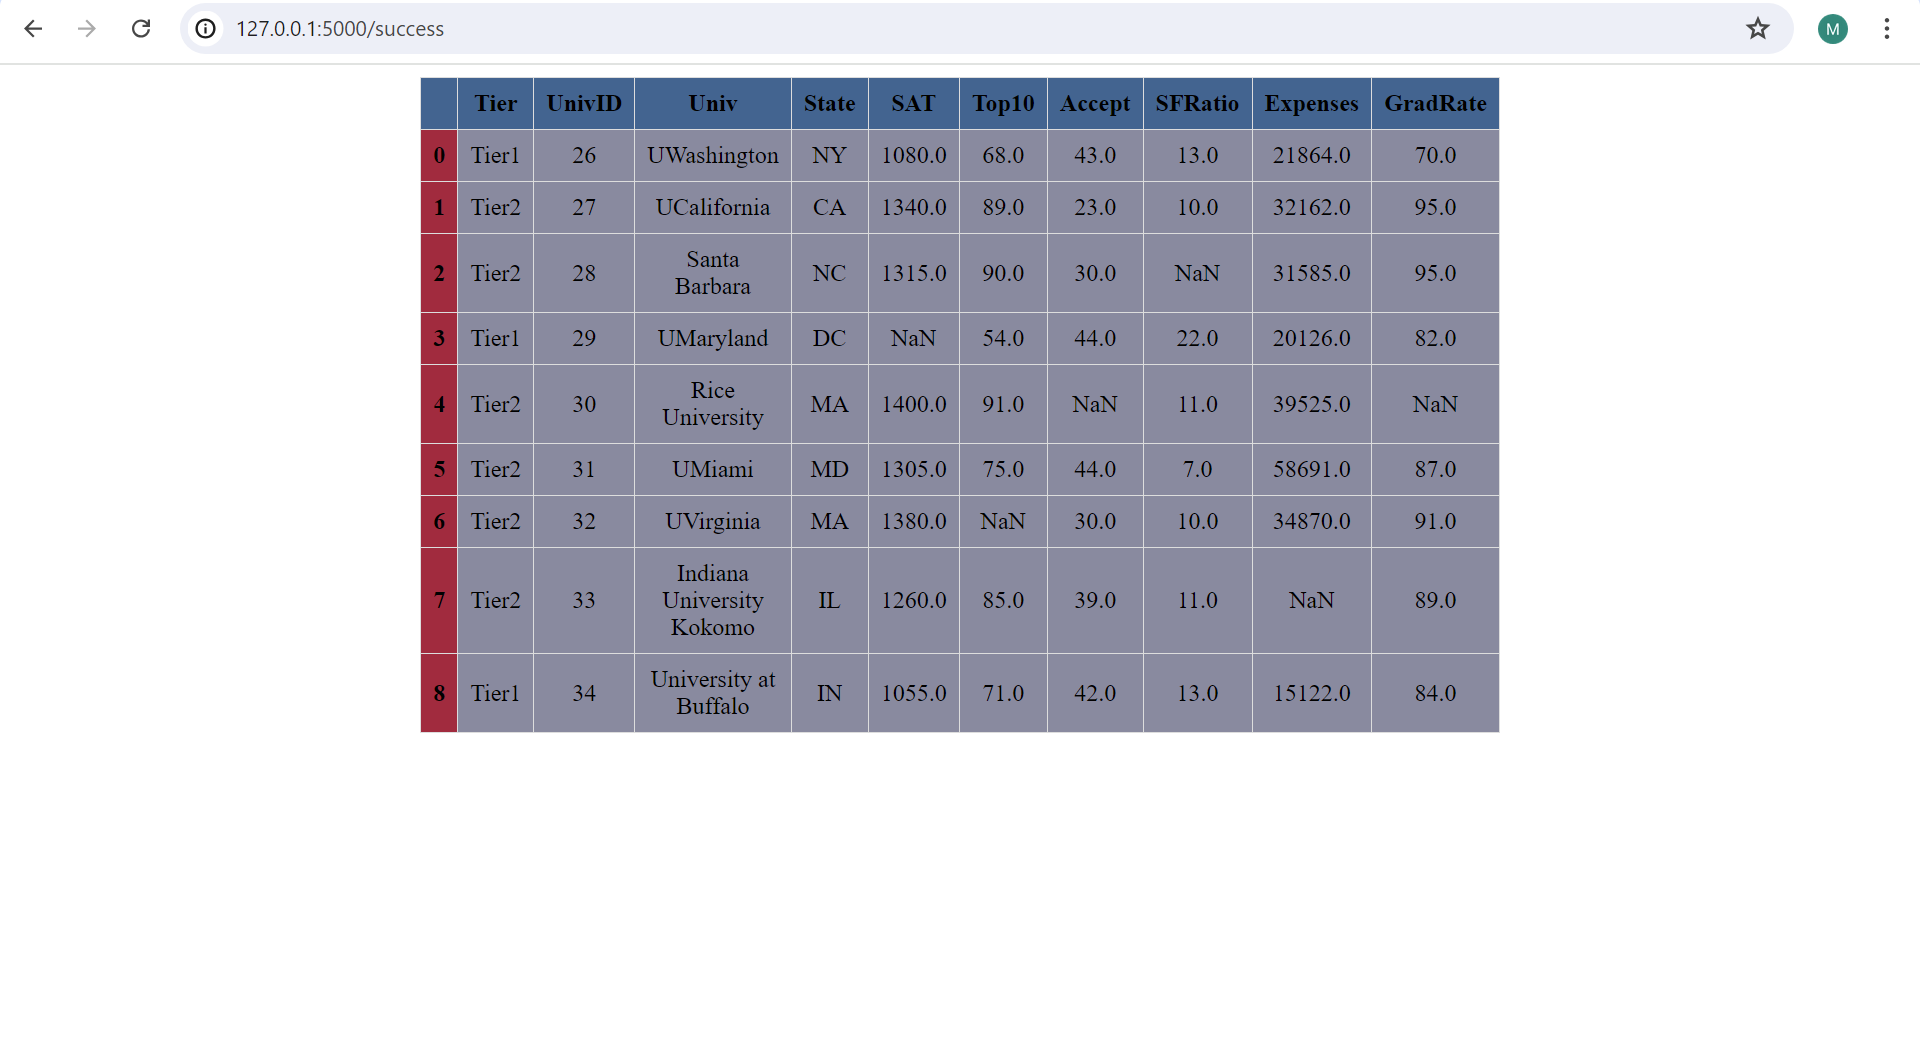 127.0.0.1:5000/success
M
Tier UnivID Univ State SAT Top10 Accept SFRatio Expenses GradRate
0 Tier1 26 UWashington NY 1080.0 68.0 43.0 13.0 21864.0 70.0
1 Tier2 27 UCalifornia CA 1340.0 89.0 23.0 10.0 32162.0 95.0
2 Tier2 28 Santa Barbara NC 1315.0 90.0 30.0 NaN 31585.0 95.0
3 Tier1 29 UMaryland DC NaN 54.0 44.0 22.0 20126.0 82.0
4 Tier2 30 Rice University MA 1400.0 91.0 NaN 11.0 39525.0 NaN
5 Tier2 31 UMiami MD 1305.0 75.0 44.0 7.0 58691.0 87.0
6 Tier2 32 UVirginia MA 1380.0 NaN 30.0 10.0 34870.0 91.0
7 Tier2 33 Indiana University Kokomo IL 1260.0 85.0 39.0 11.0 NaN 89.0
8 Tier1 34 University at Buffalo IN 1055.0 71.0 42.0 13.0 15122.0 84.0